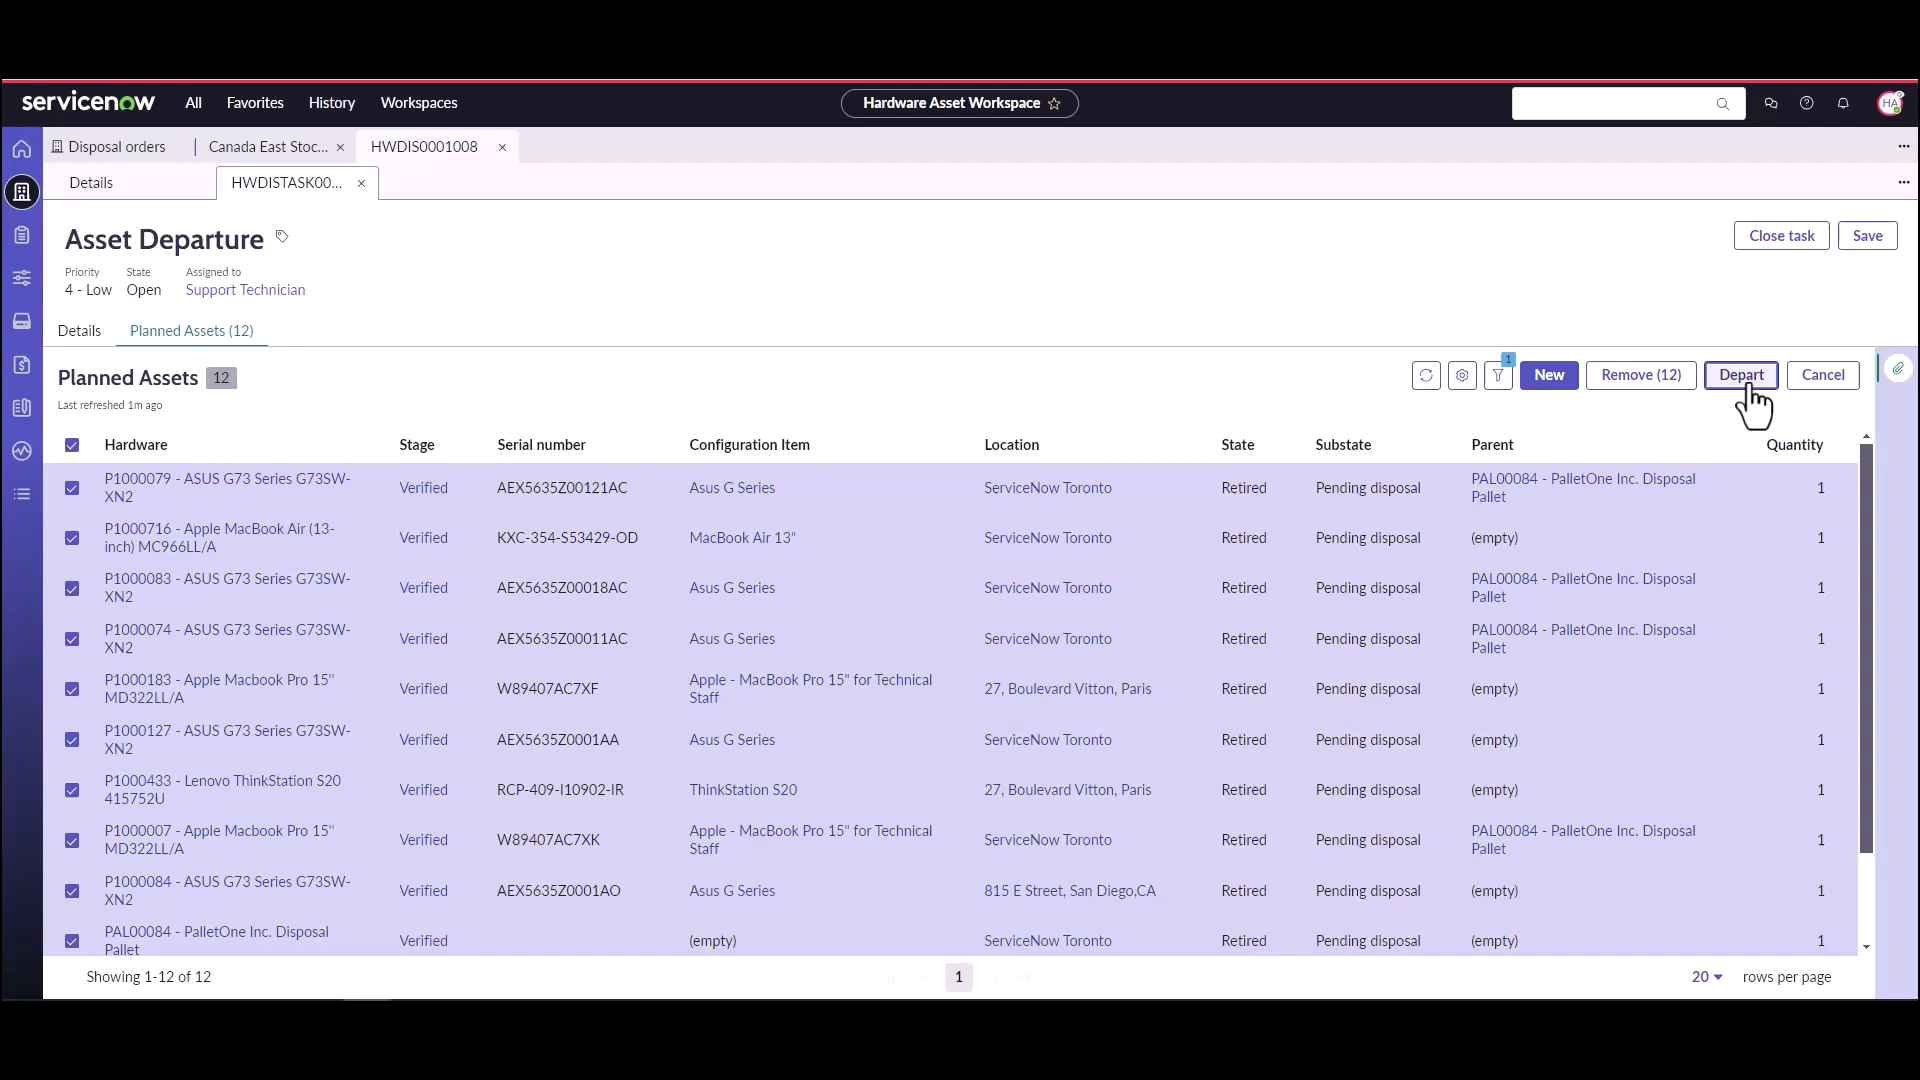 servicenow All Favorites History Workspaces Hardware Asset Workspace HA
Disposal orders Canada East Stoc... HWDIS0001008
Details HWDISTASK00...
Asset Departure Close task Save
Priority State Assigned to
4 - Low Open Support Technician
Details Planned Assets (12)
Planned Assets 12 1 New Remove (12) Depart Cancel
Last refreshed 1m ago
Hardware Stage Serial number Configuration Item Location State Substate Parent Quantity
P1000079 - ASUS G73 Series G73SW-
XN2 Verified AEX5635Z00121AC Asus G Series ServiceNow Toronto Retired Pending disposal PAL00084 - PalletOne Inc. Disposal
Pallet 1
P1000716 - Apple MacBook Air (13-
inch) MC966LL/A Verified KXC-354-S53429-OD MacBook Air 13" ServiceNow Toronto Retired Pending disposal (empty) 1
P1000083 - ASUS G73 Series G73SW-
XN2 Verified AEX5635Z00018AC Asus G Series ServiceNow Toronto Retired Pending disposal PAL00084 - PalletOne Inc. Disposal
Pallet 1
P1000074 - ASUS G73 Series G73SW-
XN2 Verified AEX5635Z00011AC Asus G Series ServiceNow Toronto Retired Pending disposal PAL00084 - PalletOne Inc. Disposal
Pallet 1
P1000183 - Apple Macbook Pro 15"
MD322LL/A Verified W89407AC7XF Apple - MacBook Pro 15" for Technical
Staff 27, Boulevard Vitton, Paris Retired Pending disposal (empty) 1
P1000127 - ASUS G73 Series G73SW-
XN2 Verified AEX5635Z0001AA Asus G Series ServiceNow Toronto Retired Pending disposal (empty) 1
P1000433 - Lenovo ThinkStation S20
415752U Verified RCP-409-I10902-IR ThinkStation S20 27, Boulevard Vitton, Paris Retired Pending disposal (empty) 1
P1000007 - Apple Macbook Pro 15"
MD322LL/A Verified W89407AC7XK Apple - MacBook Pro 15" for Technical
Staff ServiceNow Toronto Retired Pending disposal PAL00084 - PalletOne Inc. Disposal
Pallet 1
P1000084 - ASUS G73 Series G73SW-
XN2 Verified AEX5635Z0001AO Asus G Series 815 E Street, San Diego,CA Retired Pending disposal (empty) 1
PAL00084 - PalletOne Inc. Disposal
Pallet Verified (empty) ServiceNow Toronto Retired Pending disposal (empty) 1
Showing 1-12 of 12 1 20 rows per page